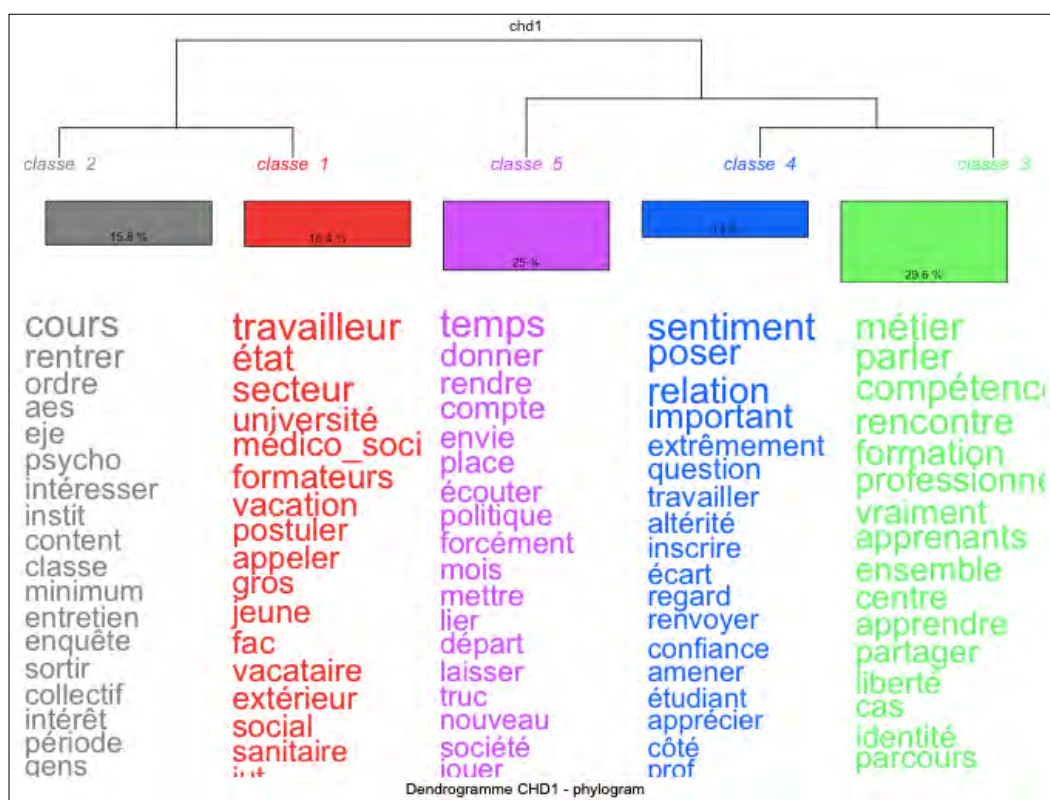 chd1
classe 2
classe 1
classe 5
classe 4
classe 3
15.8 %
25 %
29.6 %
cours
rentrer
ordre
aes
eje
psycho
intéresser
instit
content
classe
minimum
entretien
enquête
sortir
collectif
intérêt
période
gens
travailleur
état
secteur
université
médico_soci
formateurs
vacation
postuler
appeler
gros
jeune
fac
vacataire
extérieur
social
sanitaire
iut
temps
donner
rendre
compte
envie
place
écouter
politique
forcément
mois
mettre
lier
départ
laisser
truc
nouveau
société
jouer
sentiment
poser
relation
important
extrêmement
question
travailler
altérité
inscrire
écart
regard
renvoyer
confiance
amener
étudiant
apprécier
côté
prof
métier
parler
compétenc
rencontre
formation
professionne
vraiment
apprenants
ensemble
centre
apprendre
partager
liberté
cas
identité
parcours
Dendrogramme CHD1 - phylogram